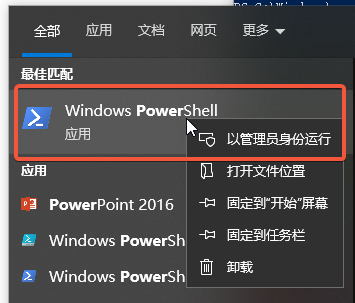 全部 应用 文档 网页 更多
最佳匹配
Windows PowerShell
应用
以管理员身份运行
打开文件位置
应用
固定到“开始”屏幕
PowerPoint 2016
固定到任务栏
Windows PowerSh
卸载
Windows PowerSh